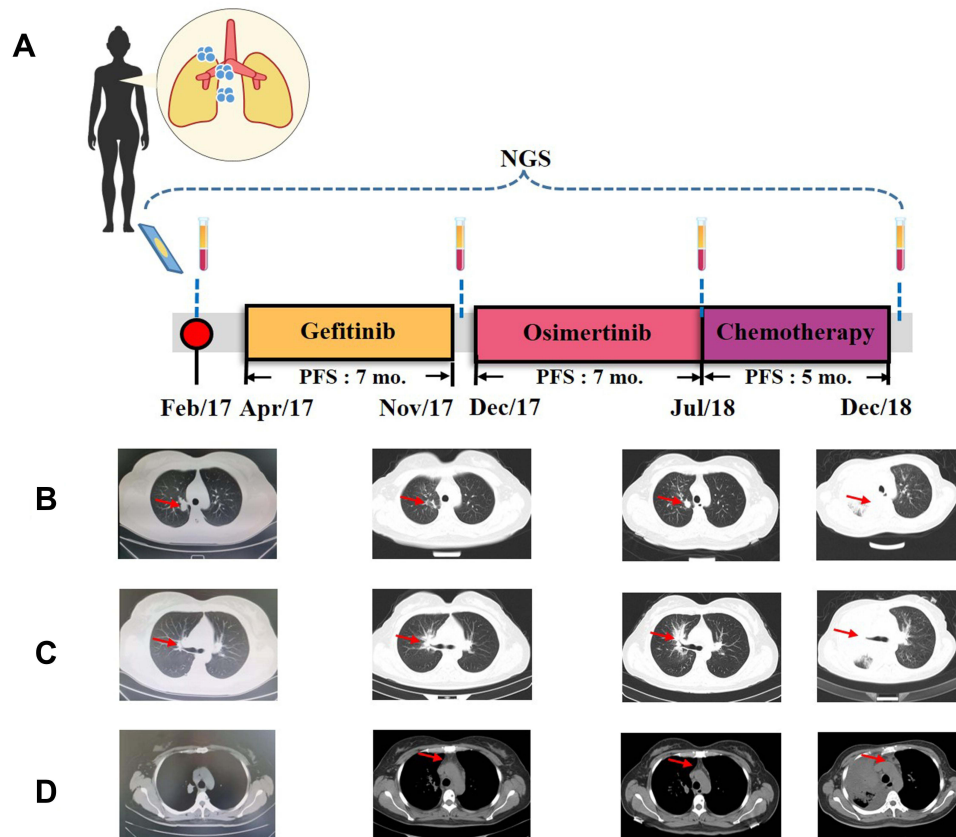 A
NGS
Gefitinib
Osimertinib
Chemotherapy
PFS : 7 mo.
PFS : 7 mo.
PFS : 5 mo.
Feb/17
Apr/17
Nov/17
Dec/17
Jul/18
Dec/18
B
C
D